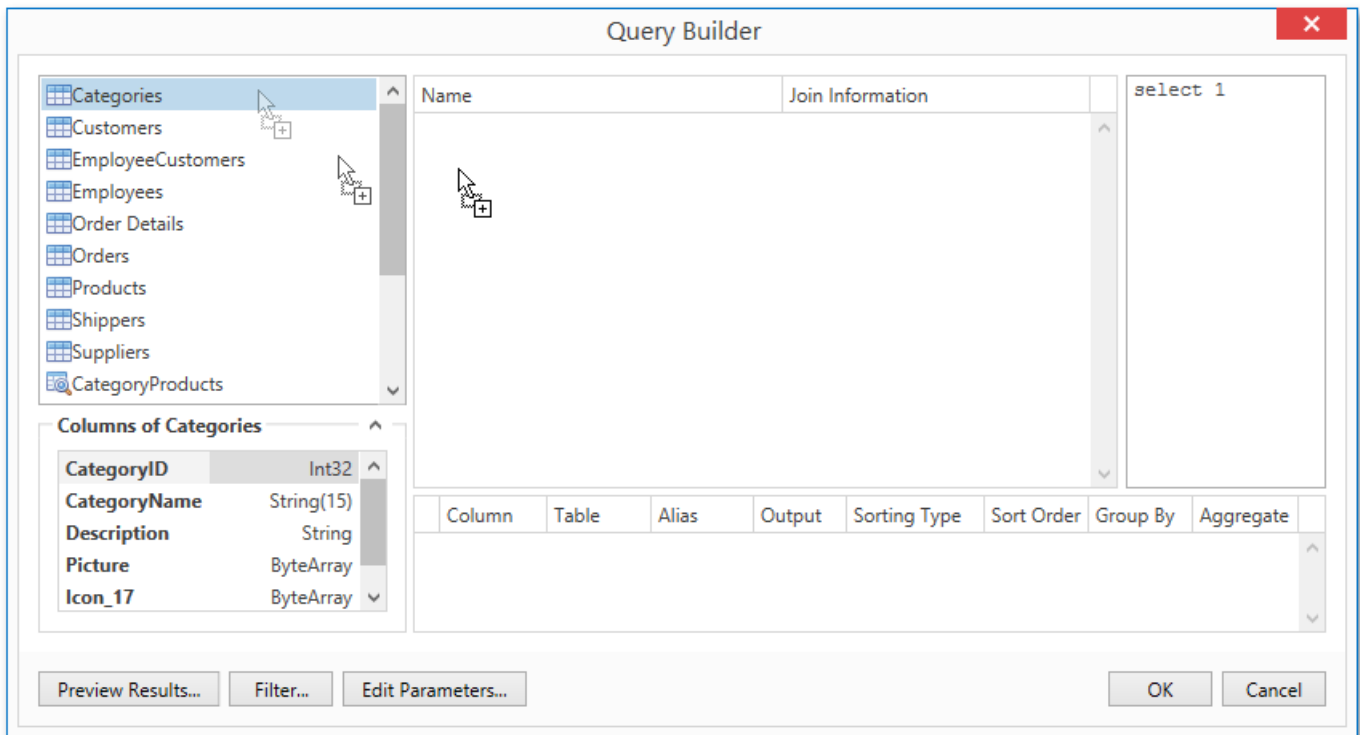 Query Builder
Categories
Customers
EmployeeCustomers
Employees
Order Details
Orders
Products
Shippers
Suppliers
CategoryProducts
Columns of Categories
CategoryID Int32
CategoryName String(15)
Description String
Picture ByteArray
Icon_17 ByteArray
Name Join Information
select 1
Column Table Alias Output Sorting Type Sort Order Group By Aggregate
Preview Results... Filter... Edit Parameters... OK Cancel